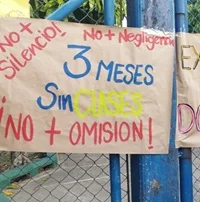 No +
Silencio!
No + Negligencia
3 MESES
Sin CLASES
¡NO + OMISION!